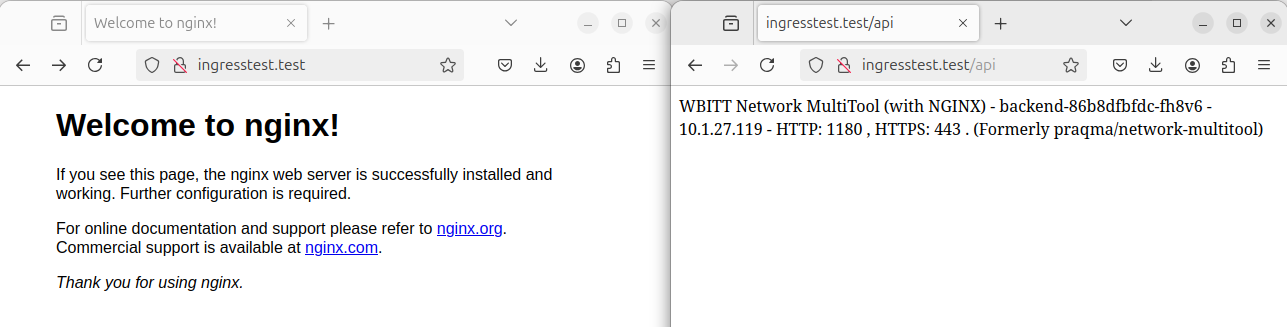 Welcome to nginx!
ingresstest.test
Welcome to nginx!
If you see this page, the nginx web server is successfully installed and
working. Further configuration is required.
For online documentation and support please refer to nginx.org.
Commercial support is available at nginx.com.
Thank you for using nginx.
ingresstest.test/api
ingresstest.test/api
WBITT Network MultiTool (with NGINX) - backend-86b8dfbfdc-fh8v6 -
10.1.27.119 - HTTP: 1180 , HTTPS: 443 . (Formerly praqma/network-multitool)